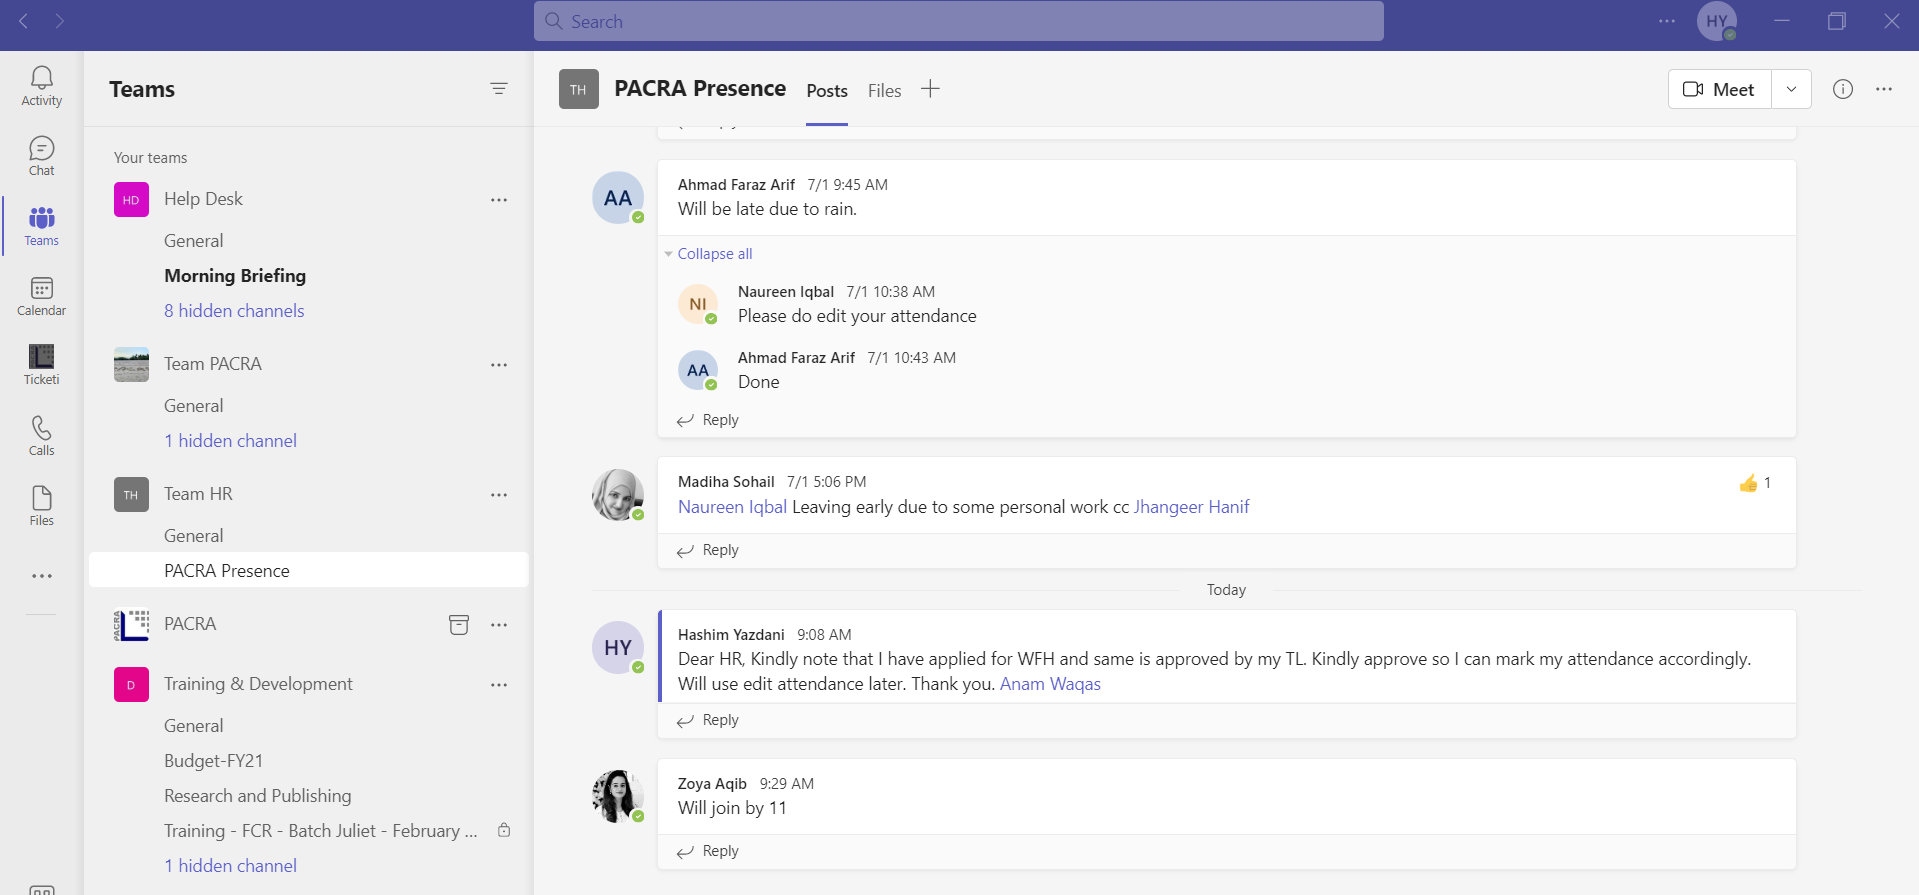 Search
HY
Activity
Chat
Teams
Calendar
Ticketi
Calls
Files
Teams
Your teams
HD
Help Desk
General
Morning Briefing
8 hidden channels
Team PACRA
General
1 hidden channel
TH
Team HR
General
PACRA Presence
PACRA
PACRA
D
Training & Development
General
Budget-FY21
Research and Publishing
Training - FCR - Batch Juliet - February ...
1 hidden channel
TH
PACRA Presence
Posts
Files
Meet
AA
Ahmad Faraz Arif 7/1 9:45 AM
Will be late due to rain.
Collapse all
NI
Naureen Iqbal 7/1 10:38 AM
Please do edit your attendance
AA
Ahmad Faraz Arif 7/1 10:43 AM
Done
Reply
Madiha Sohail 7/1 5:06 PM
1
Naureen Iqbal Leaving early due to some personal work cc Jhangeer Hanif
Reply
Today
HY
Hashim Yazdani 9:08 AM
Dear HR, Kindly note that I have applied for WFH and same is approved by my TL. Kindly approve so I can mark my attendance accordingly.
Will use edit attendance later. Thank you. Anam Waqas
Reply
Zoya Aqib 9:29 AM
Will join by 11
Reply